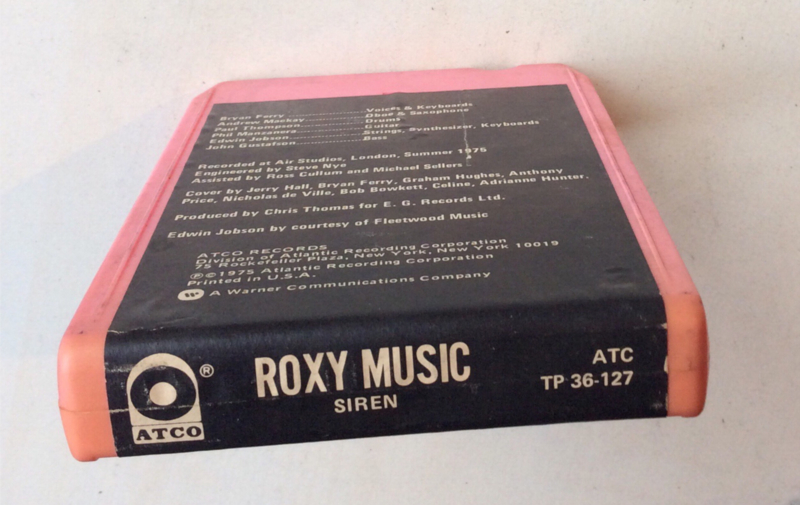 Bryan Ferry....................Voices & Keyboards
Andrew Mackay....................Oboe & Saxophone
Paul Thompson....................Drums
Phil Manzanera....................Guitar
Edwin Jobson....................Strings, Synthesizer, Keyboards
John Gustafson....................Bass
Recorded at Air Studios, London, Summer 1975
Engineered by Steve Nye
Assisted by Ross Cullum and Michael Sellers
Cover by Jerry Hall, Bryan Ferry, Graham Hughes, Anthony
Price, Nicholas de Ville, Bob Bowkett, Celine, Adrianne Hunter.
Produced by Chris Thomas for E. G. Records Ltd.
Edwin Jobson by courtesy of Fleetwood Music
ATCO RECORDS
Division of Atlantic Recording Corporation
75 Rockefeller Plaza, New York, New York 10019
℗©1975 Atlantic Recording Corporation
Printed in U.S.A.
A Warner Communications Company
ATCO ®
ROXY MUSIC
SIREN
ATC
TP 36-127